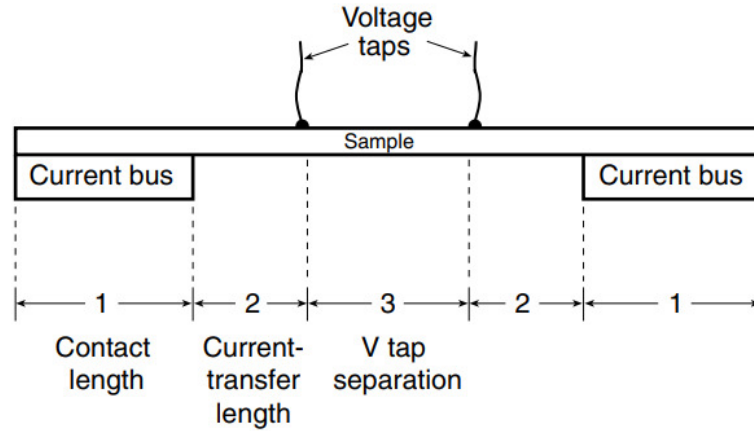 Voltage
taps
Sample
Current bus
Current bus
1
2
3
2
1
Contact
length
Current-
transfer
length
V tap
separation